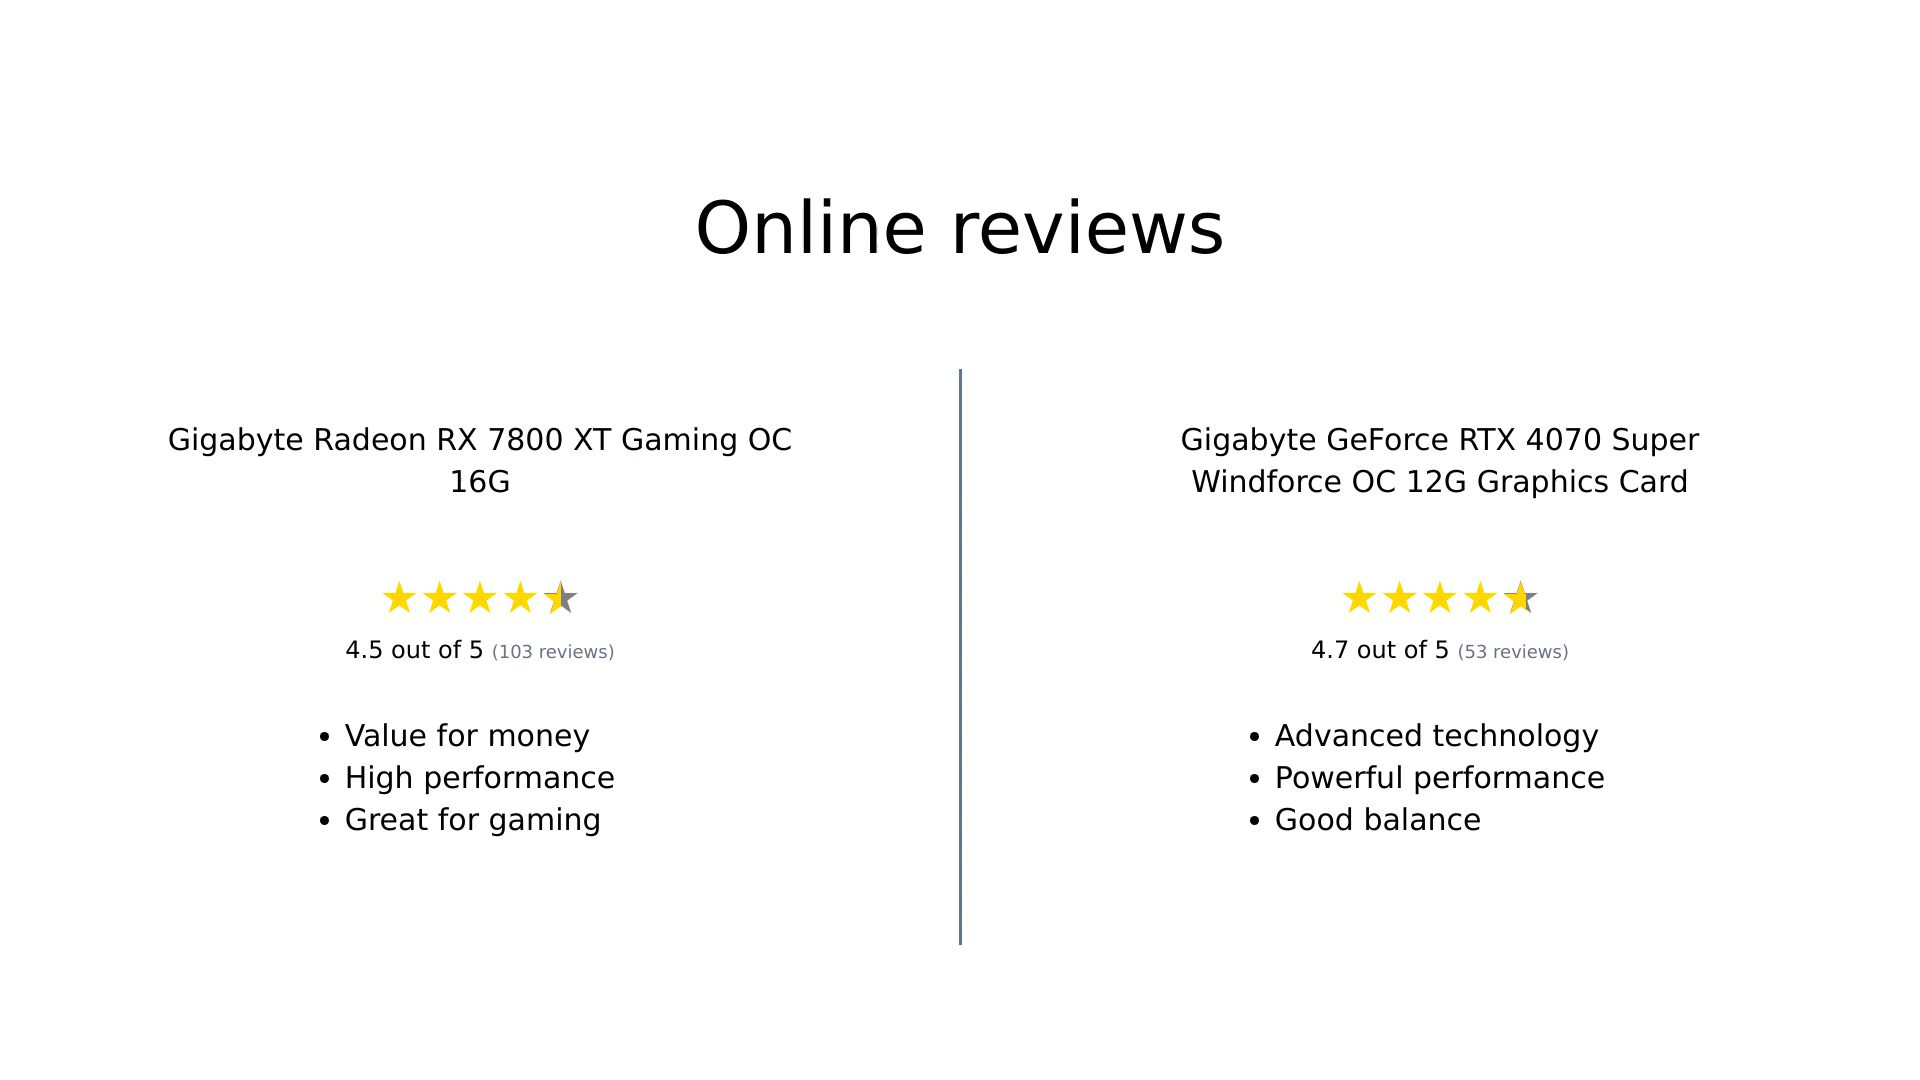 Online reviews
Gigabyte Radeon RX 7800 XT Gaming OC
16G
4.5 out of 5 (103 reviews)
• Value for money
• High performance
• Great for gaming
Gigabyte GeForce RTX 4070 Super
Windforce OC 12G Graphics Card
4.7 out of 5 (53 reviews)
• Advanced technology
• Powerful performance
• Good balance